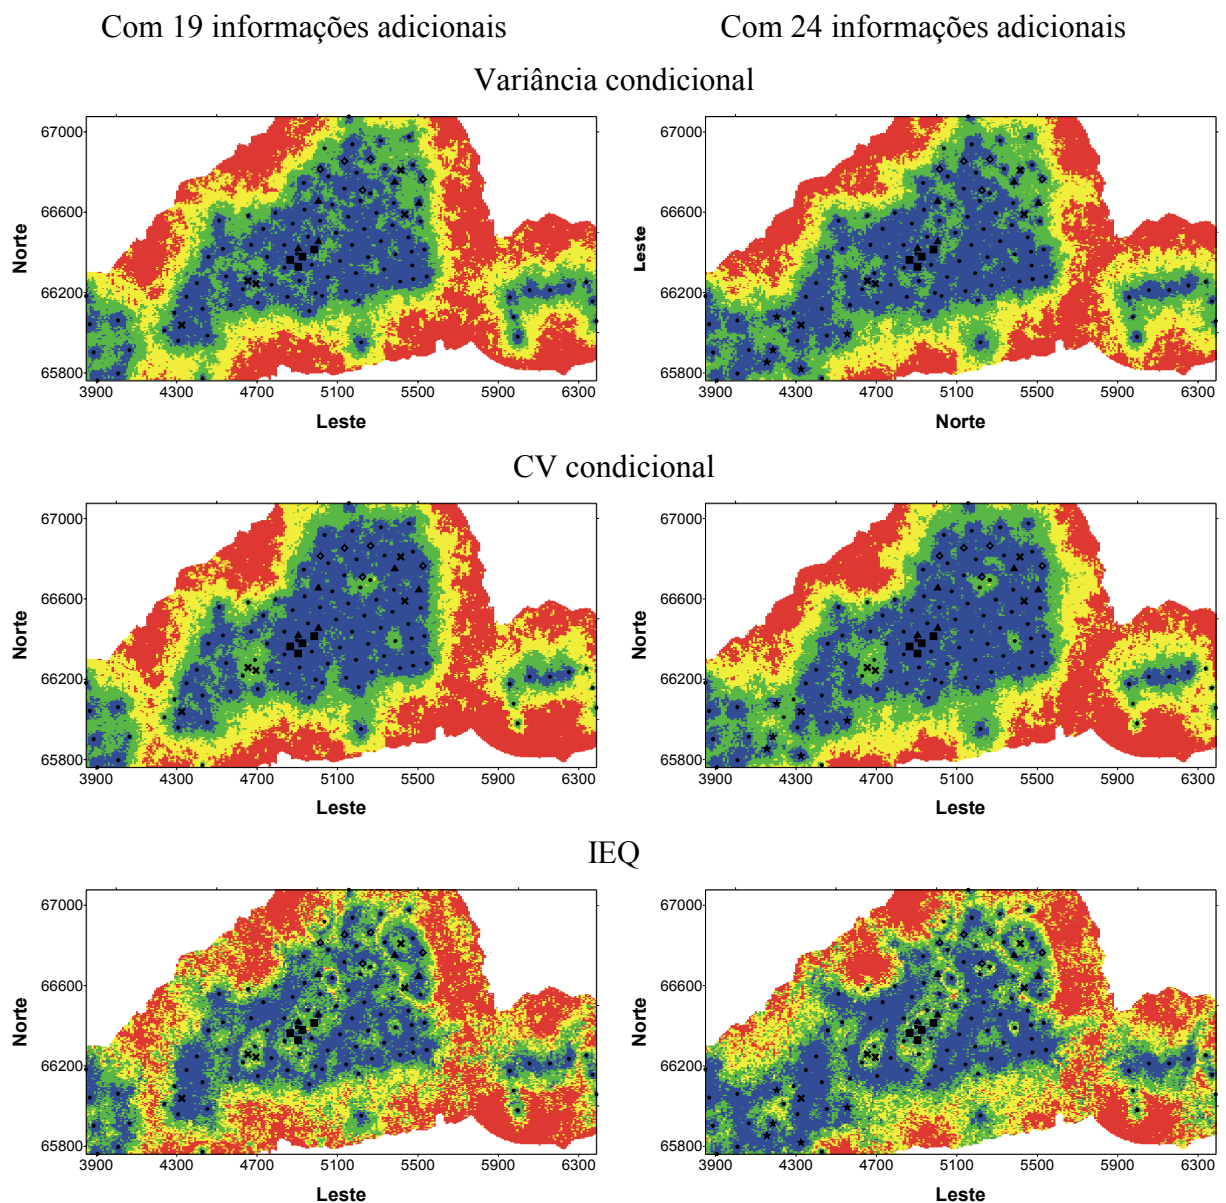 Com 19 informações adicionais Com 24 informações adicionais
Variância condicional
67000 67000
66600 66600
Norte Leste
66200 66200
65800 65800
3900 4300 4700 5100 5500 5900 6300 3900 4300 4700 5100 5500 5900 6300
Leste Norte
CV condicional
67000 67000
66600 66600
Norte Norte
66200 66200
65800 65800
3900 4300 4700 5100 5500 5900 6300 3900 4300 4700 5100 5500 5900 6300
Leste Leste
IEQ
67000 67000
66600 66600
Norte Norte
66200 66200
65800 65800
3900 4300 4700 5100 5500 5900 6300 3900 4300 4700 5100 5500 5900 6300
Leste Leste